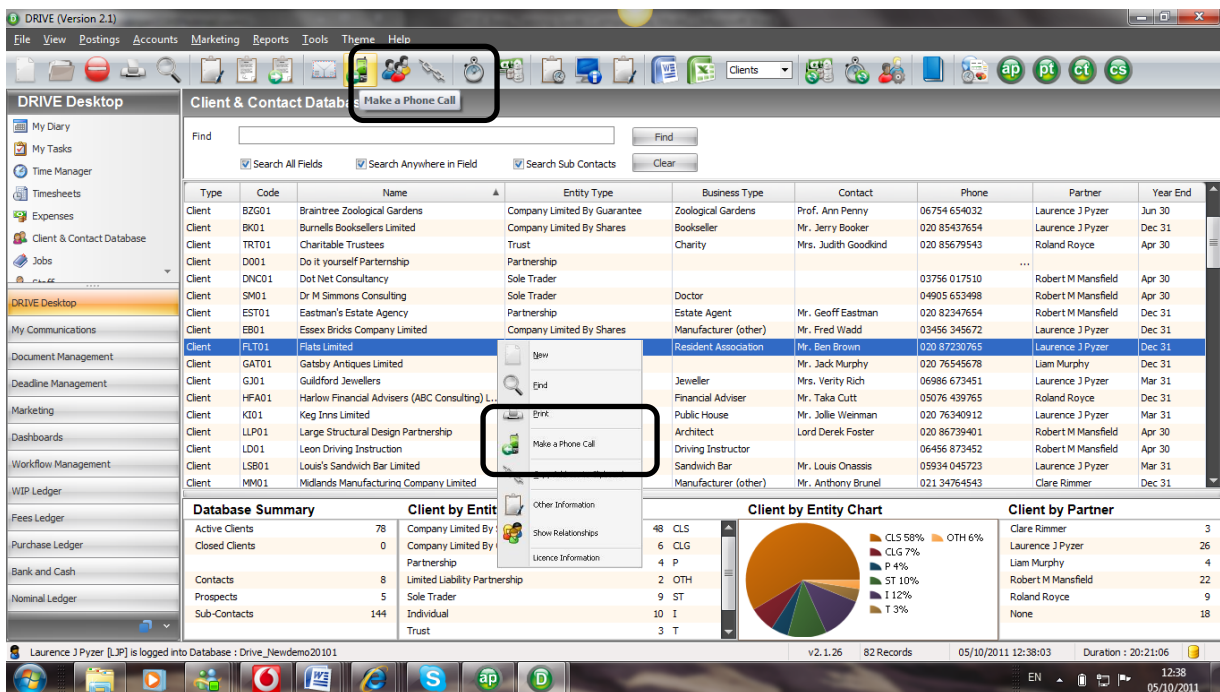 DRIVE (Version 2.1)
File View Postings Accounts Marketing Reports Tools Theme Help
Clients
ap pt ct cs
Make a Phone Call
DRIVE Desktop
My Diary
My Tasks
Time Manager
Timesheets
Expenses
Client & Contact Database
Jobs
DRIVE Desktop
My Communications
Document Management
Deadline Management
Marketing
Dashboards
Workflow Management
WIP Ledger
Fees Ledger
Purchase Ledger
Bank and Cash
Nominal Ledger
Client & Contact Datab
Find Find
Search All Fields Search Anywhere in Field Search Sub Contacts Clear
Type Code Name Entity Type Business Type Contact Phone Partner Year End
Client BZG01 Braintree Zoological Gardens Company Limited By Guarantee Zoological Gardens Prof. Ann Penny 06754 654032 Laurence J Pyzer Jun 30
Client BK01 Burnells Booksellers Limited Company Limited By Shares Bookseller Mr. Jerry Booker 020 85437654 Laurence J Pyzer Dec 31
Client TRT01 Charitable Trustees Trust Charity Mrs. Judith Goodkind 020 85679543 Roland Royce Apr 30
Client D001 Do it yourself Parternship Partnership ...
Client DNC01 Dot Net Consultancy Sole Trader 03756 017510 Robert M Mansfield Apr 30
Client SM01 Dr M Simmons Consulting Sole Trader Doctor 04905 653498 Robert M Mansfield Apr 30
Client EST01 Eastman's Estate Agency Partnership Estate Agent Mr. Geoff Eastman 020 82347654 Robert M Mansfield Dec 31
Client EB01 Essex Bricks Company Limited Company Limited By Shares Manufacturer (other) Mr. Fred Wadd 03456 345672 Laurence J Pyzer Dec 31
Client FLT01 Flats Limited Resident Association Mr. Ben Brown 020 87230765 Laurence J Pyzer Dec 31
Client GAT01 Gatsby Antiques Limited Mr. Jack Murphy 020 76545678 Liam Murphy Dec 31
Client GJ01 Guildford Jewellers Jeweller Mrs. Verity Rich 06986 673451 Laurence J Pyzer Mar 31
Client HFA01 Harlow Financial Advisers (ABC Consulting) L... Financial Adviser Mr. Taka Cutt 05076 439765 Roland Royce Dec 31
Client KI01 Keg Inns Limited Public House Mr. Jollie Weinman 020 76340912 Laurence J Pyzer Mar 31
Client LLP01 Large Structural Design Partnership Architect Lord Derek Foster 020 86739401 Robert M Mansfield Apr 30
Client LD01 Leon Driving Instruction Driving Instructor 06456 873452 Robert M Mansfield Apr 30
Client LSB01 Louis's Sandwich Bar Limited Sandwich Bar Mr. Louis Onassis 05934 045723 Laurence J Pyzer Mar 31
Client MM01 Midlands Manufacturing Company Limited Manufacturer (other) Mr. Anthony Brunel 021 34764543 Clare Rimmer Dec 31
New
Find
Print
Make a Phone Call
Other Information
Show Relationships
Licence Information
Database Summary
Active Clients 78
Closed Clients 0
Contacts 8
Prospects 5
Sub-Contacts 144
Client by Entit
Company Limited By 48 CLS
Company Limited By 6 CLG
Partnership 4 P
Limited Liability Partnership 2 OTH
Sole Trader 9 ST
Individual 10 I
Trust 3 T
Client by Entity Chart
CLS 58% OTH 6%
CLG 7%
P 4%
ST 10%
I 12%
T 3%
Client by Partner
Clare Rimmer 3
Laurence J Pyzer 26
Liam Murphy 4
Robert M Mansfield 22
Roland Royce 9
None 18
Laurence J Pyzer [LJP] is logged into Database : Drive_Newdemo20101 v2.1.26 82 Records 05/10/2011 12:38:03 Duration : 20:21:06
EN 12:38
05/10/2011